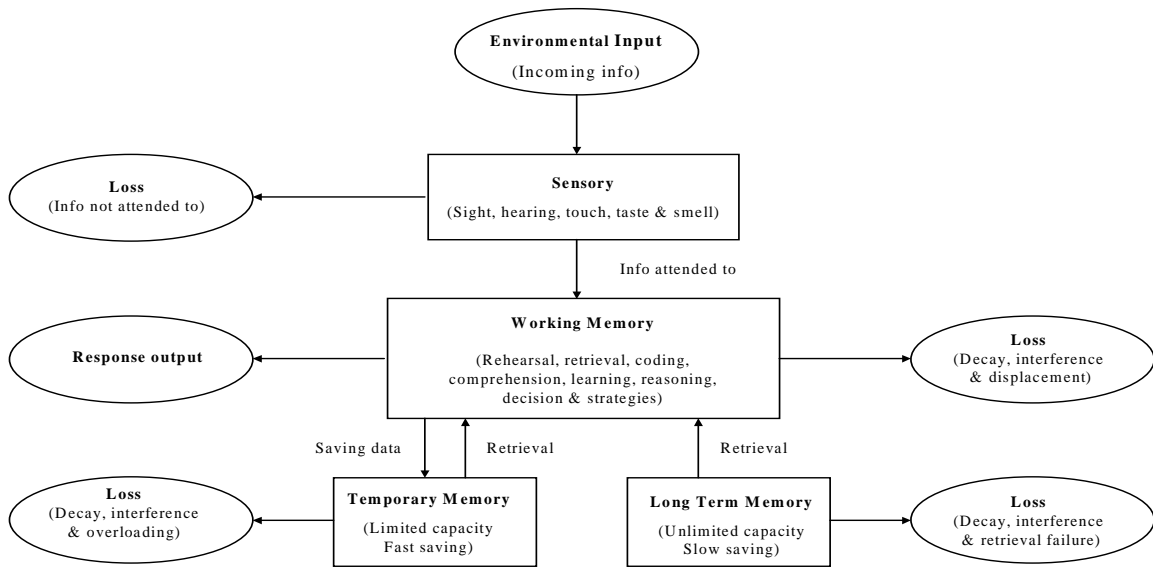 Environmental Input
(Incoming info)
Loss
(Info not attended to)
Sensory
(Sight, hearing, touch, taste & smell)
Info attended to
Response output
Working Memory
(Rehearsal, retrieval, coding,
comprehension, learning, reasoning,
decision & strategies)
Loss
(Decay, interference
& displacement)
Saving data
Retrieval
Retrieval
Loss
(Decay, interference
& overloading)
Temporary Memory
(Limited capacity
Fast saving)
Long Term Memory
(Unlimited capacity
Slow saving)
Loss
(Decay, interference
& retrieval failure)